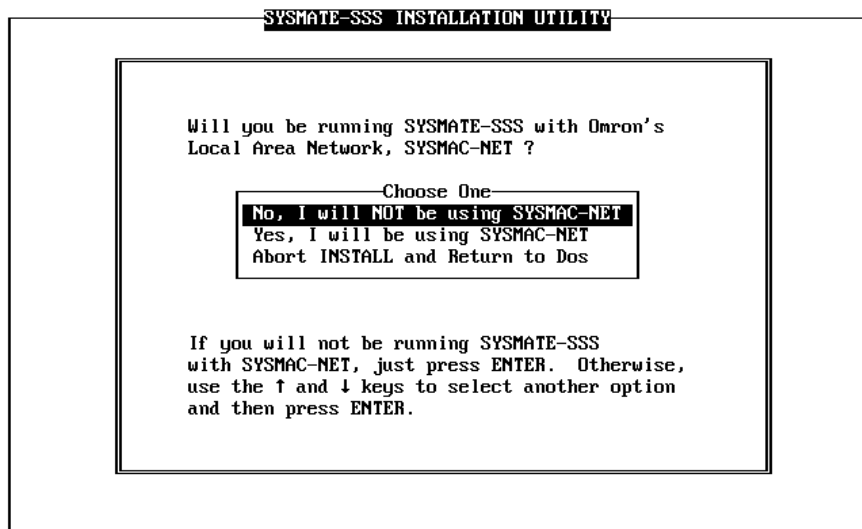 SYSMATE-SSS INSTALLATION UTILITY
Will you be running SYSMATE-SSS with Omron's
Local Area Network, SYSMAC-NET ?
Choose One
No, I will NOT be using SYSMAC-NET
Yes, I will be using SYSMAC-NET
Abort INSTALL and Return to Dos
If you will not be running SYSMATE-SSS
with SYSMAC-NET, just press ENTER.  Otherwise,
use the ↑ and ↓ keys to select another option
and then press ENTER.